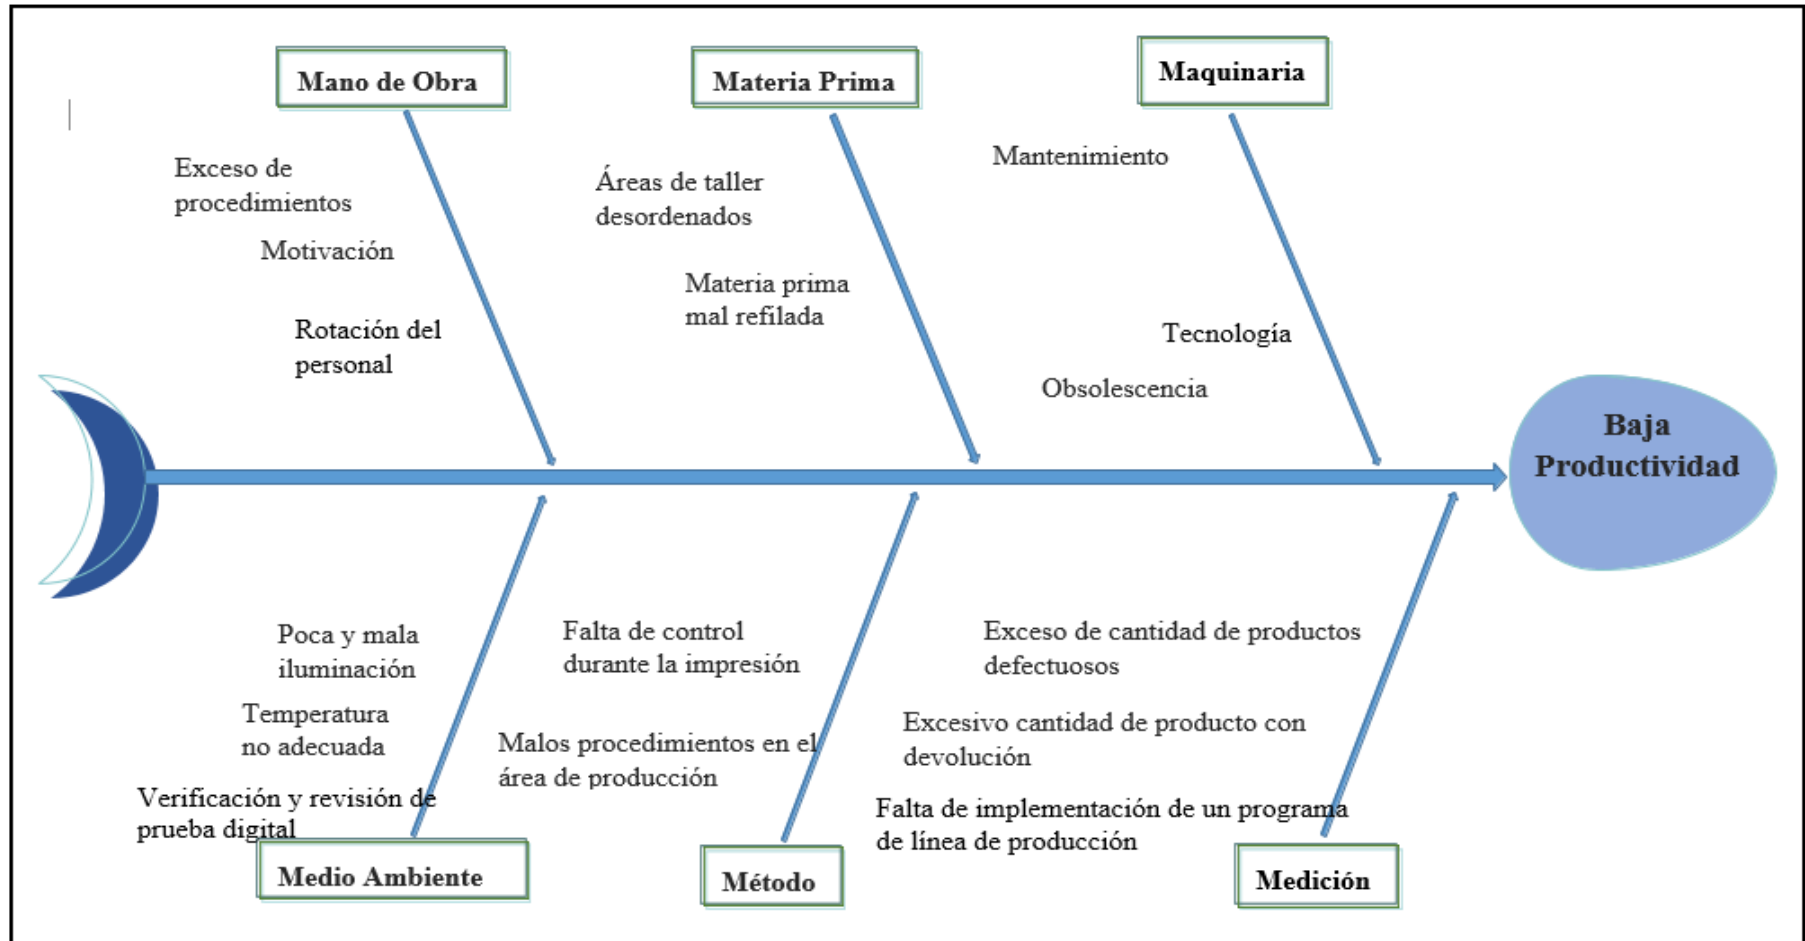 Mano de Obra
Materia Prima
Maquinaria
Exceso de
procedimientos
Motivación
Rotación del
personal
Áreas de taller
desordenados
Materia prima
mal refilada
Mantenimiento
Tecnología
Obsolescencia
Baja
Productividad
Poca y mala
iluminación
Temperatura
no adecuada
Verificación y revisión de
prueba digital
Medio Ambiente
Falta de control
durante la impresión
Malos procedimientos en el
área de producción
Método
Exceso de cantidad de productos
defectuosos
Excesivo cantidad de producto con
devolución
Falta de implementación de un programa
de línea de producción
Medición